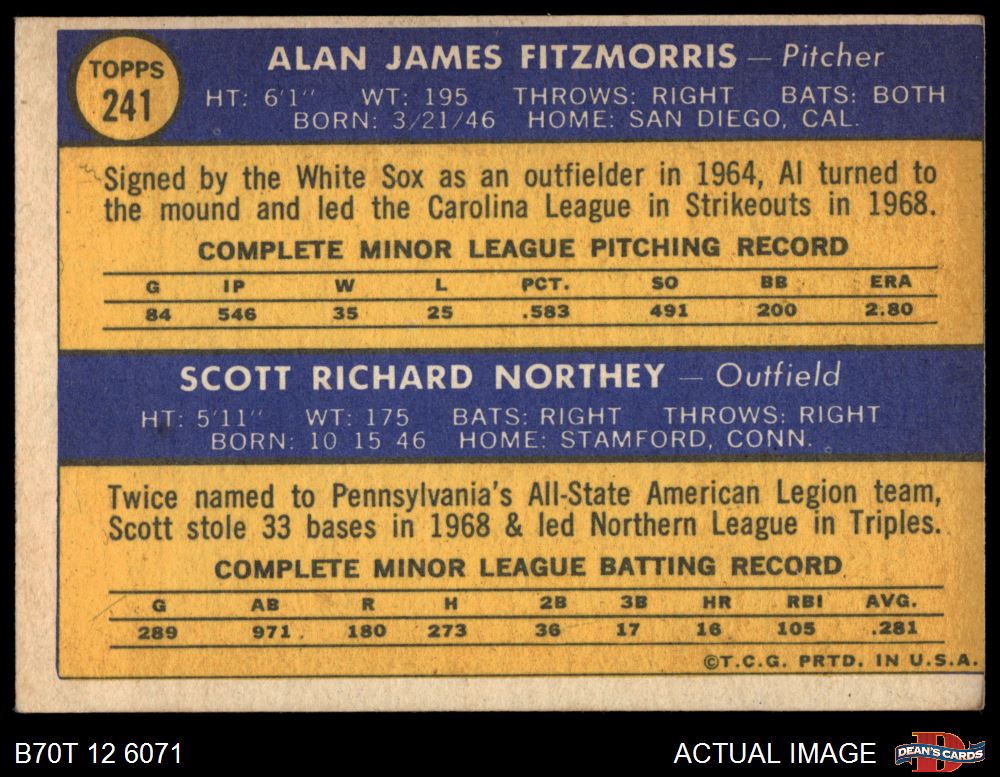 TOPPS
241
ALAN JAMES FITZMORRIS — Pitcher
HT: 6'1" WT: 195 THROWS: RIGHT BATS: BOTH
BORN: 3/21/46 HOME: SAN DIEGO, CAL.
Signed by the White Sox as an outfielder in 1964, Al turned to
the mound and led the Carolina League in Strikeouts in 1968.
COMPLETE MINOR LEAGUE PITCHING RECORD
G IP W L PCT. SO BB ERA
84 546 35 25 .583 491 200 2.80
SCOTT RICHARD NORTHEY — Outfield
HT: 5'11" WT: 175 BATS: RIGHT THROWS: RIGHT
BORN: 10 15 46 HOME: STAMFORD, CONN.
Twice named to Pennsylvania's All-State American Legion team,
Scott stole 33 bases in 1968 & led Northern League in Triples.
COMPLETE MINOR LEAGUE BATTING RECORD
G AB R H 2B 3B HR RBI AVG.
289 971 180 273 36 17 16 105 .281
©T.C.G. PRTD. IN U.S.A.
B70T 12 6071
ACTUAL IMAGE
DEAN'S CARDS